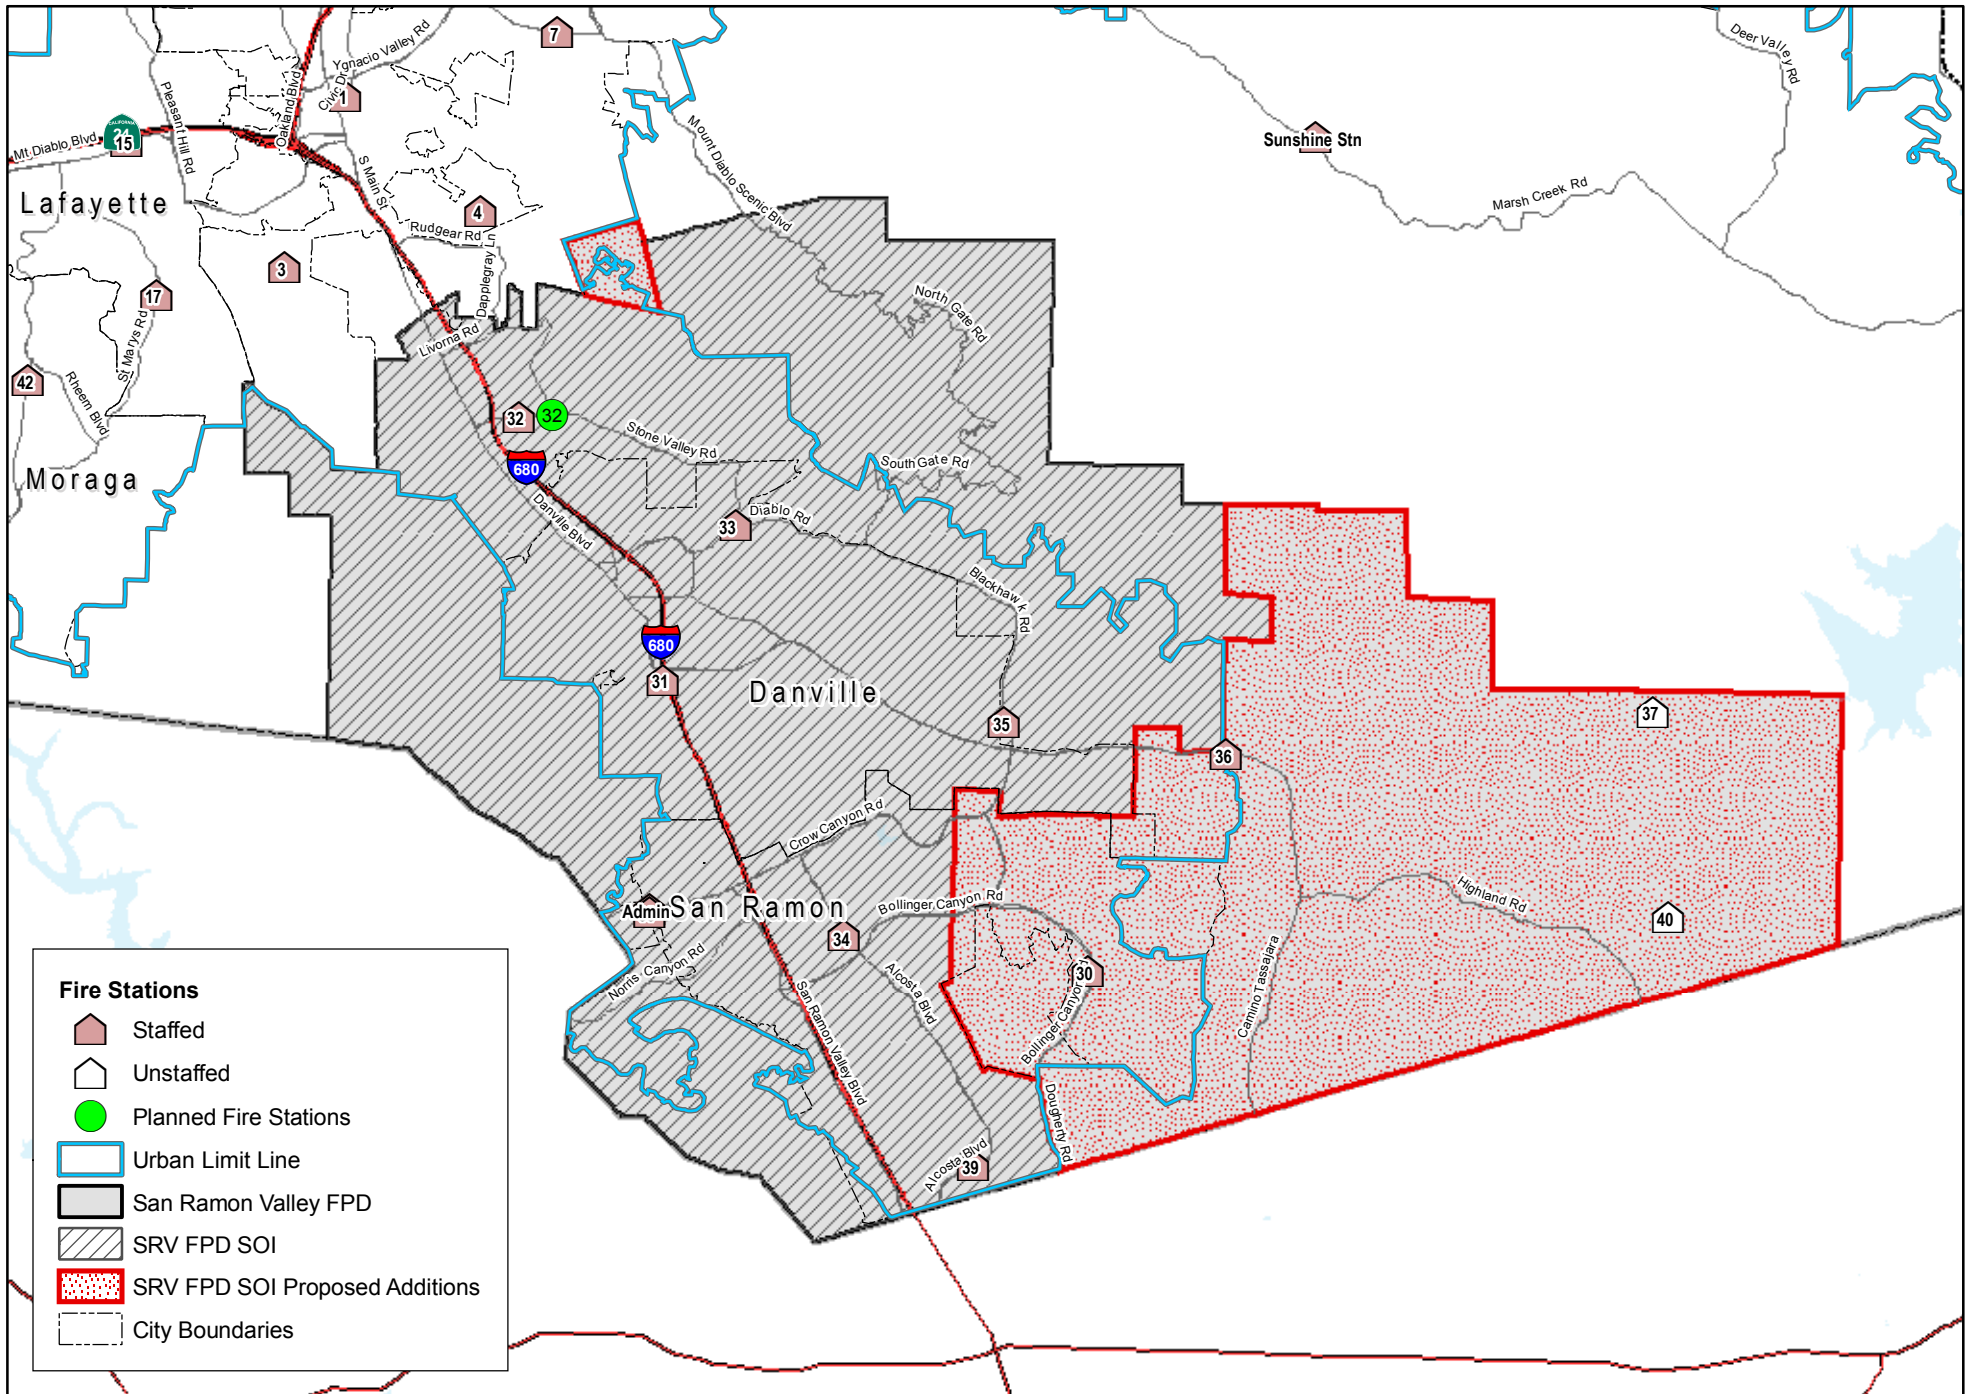 7
Deer Valley Rd
Ygnacio Valley Rd
Civic Dr
1
Oakland Blvd
Pleasant Hill Rd
CALIFORNIA
24
15
Mt Diablo Blvd
Mount Diablo Scenic Blvd
Sunshine Stn
S Main St
Marsh Creek Rd
Lafayette
4
Rudgear Rd
Dapplegray Ln
3
17
St Marys Rd
North Gate Rd
Livorna Rd
42
Rheem Blvd
32
32
Stone Valley Rd
680
South Gate Rd
Moraga
Danville Blvd
33
Diablo Rd
Blackhawk Rd
680
31
Danville
35
36
37
Crow Canyon Rd
Admin
San Ramon
Bollinger Canyon Rd
Highland Rd
40
34
Norris Canyon Rd
Alcosta Blvd
30
Bollinger Canyon Rd
Camino Tassajara
San Ramon Valley Blvd
Dougherty Rd
Alcosta Blvd
39
Fire Stations
Staffed
Unstaffed
Planned Fire Stations
Urban Limit Line
San Ramon Valley FPD
SRV FPD SOI
SRV FPD SOI Proposed Additions
City Boundaries